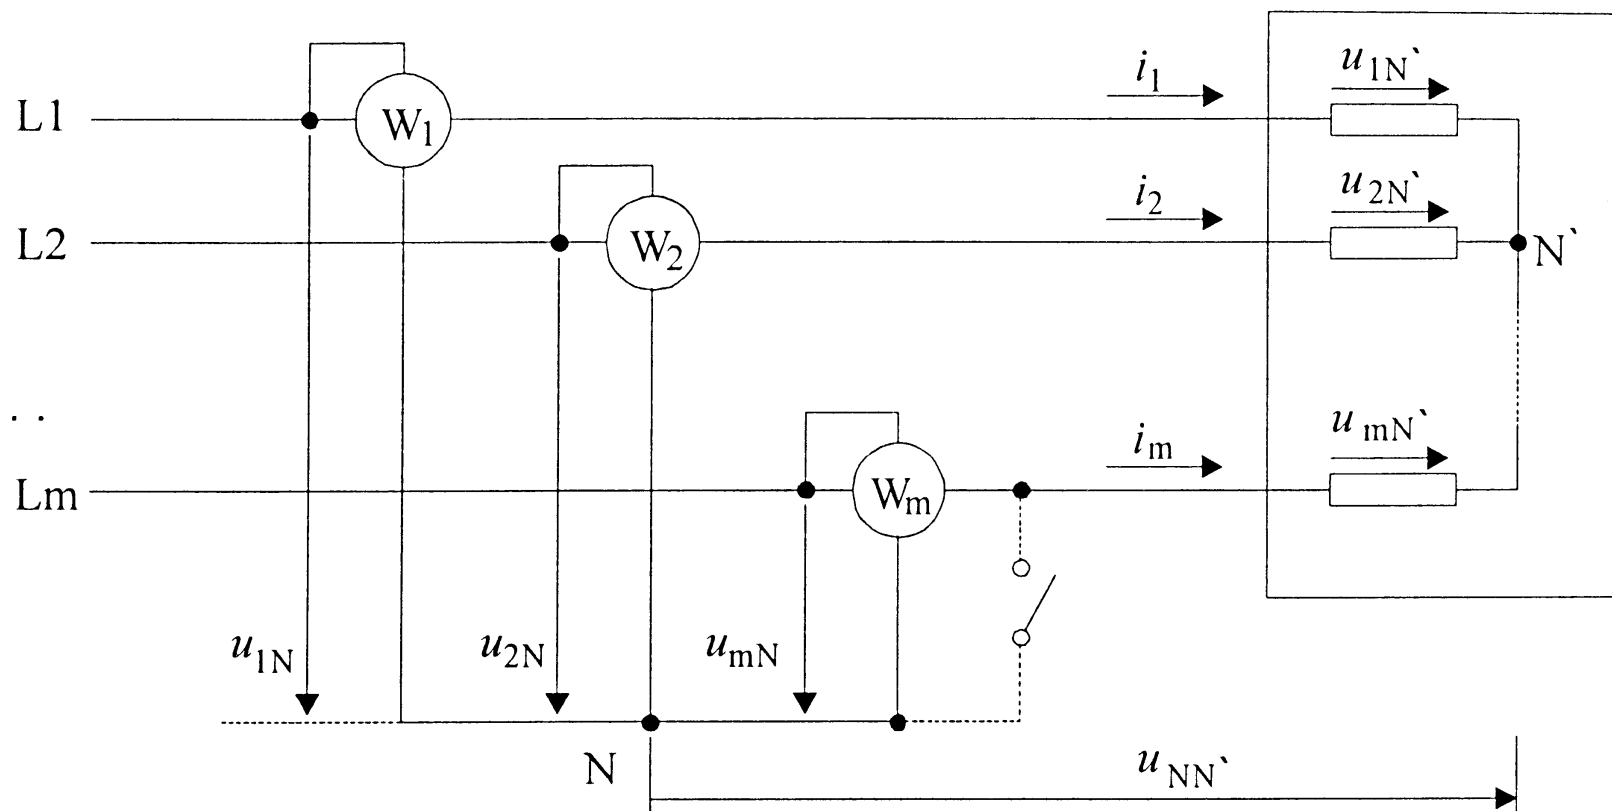 i₁
u₁N`
L1
W₁
i₂
u₂N`
L2
W₂
N`
. .
iₘ
uₘN`
Lm
Wₘ
u₁N
u₂N
uₘN
N
uNN`